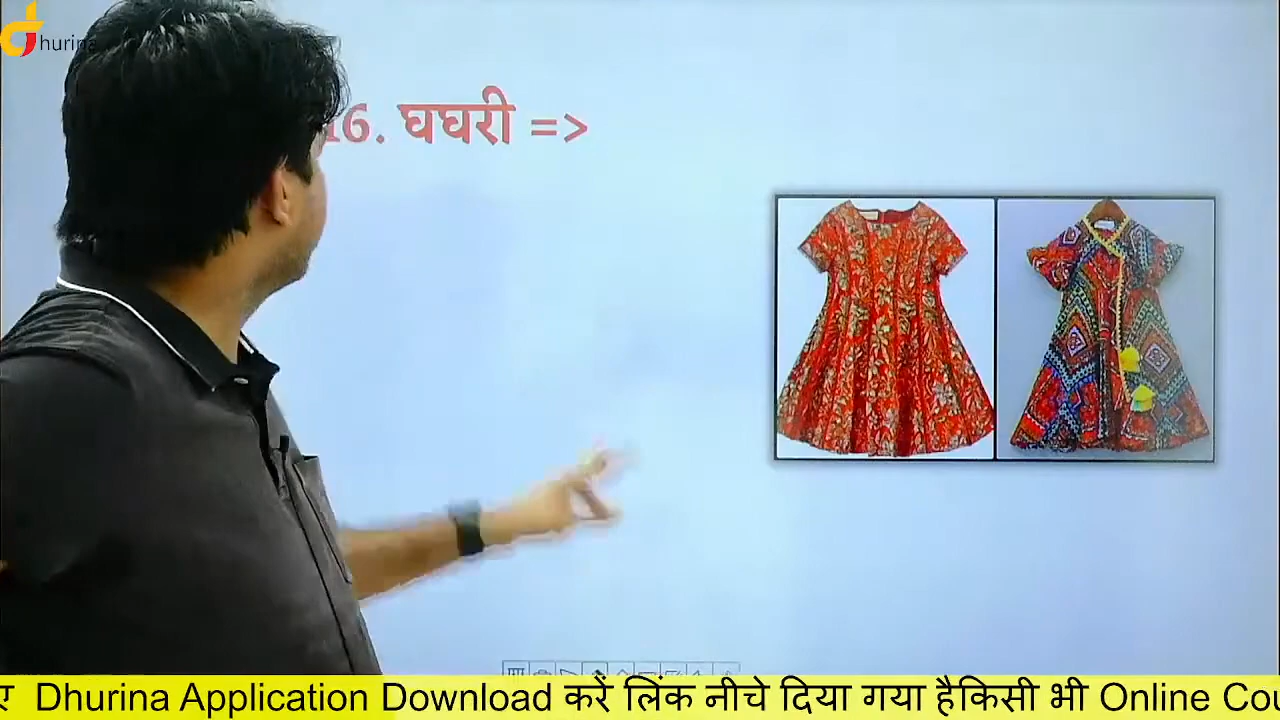 hurina
16. घघरी =>
ए Dhurina Application Download करें लिंक नीचे दिया गया हैकिसी भी Online Cou